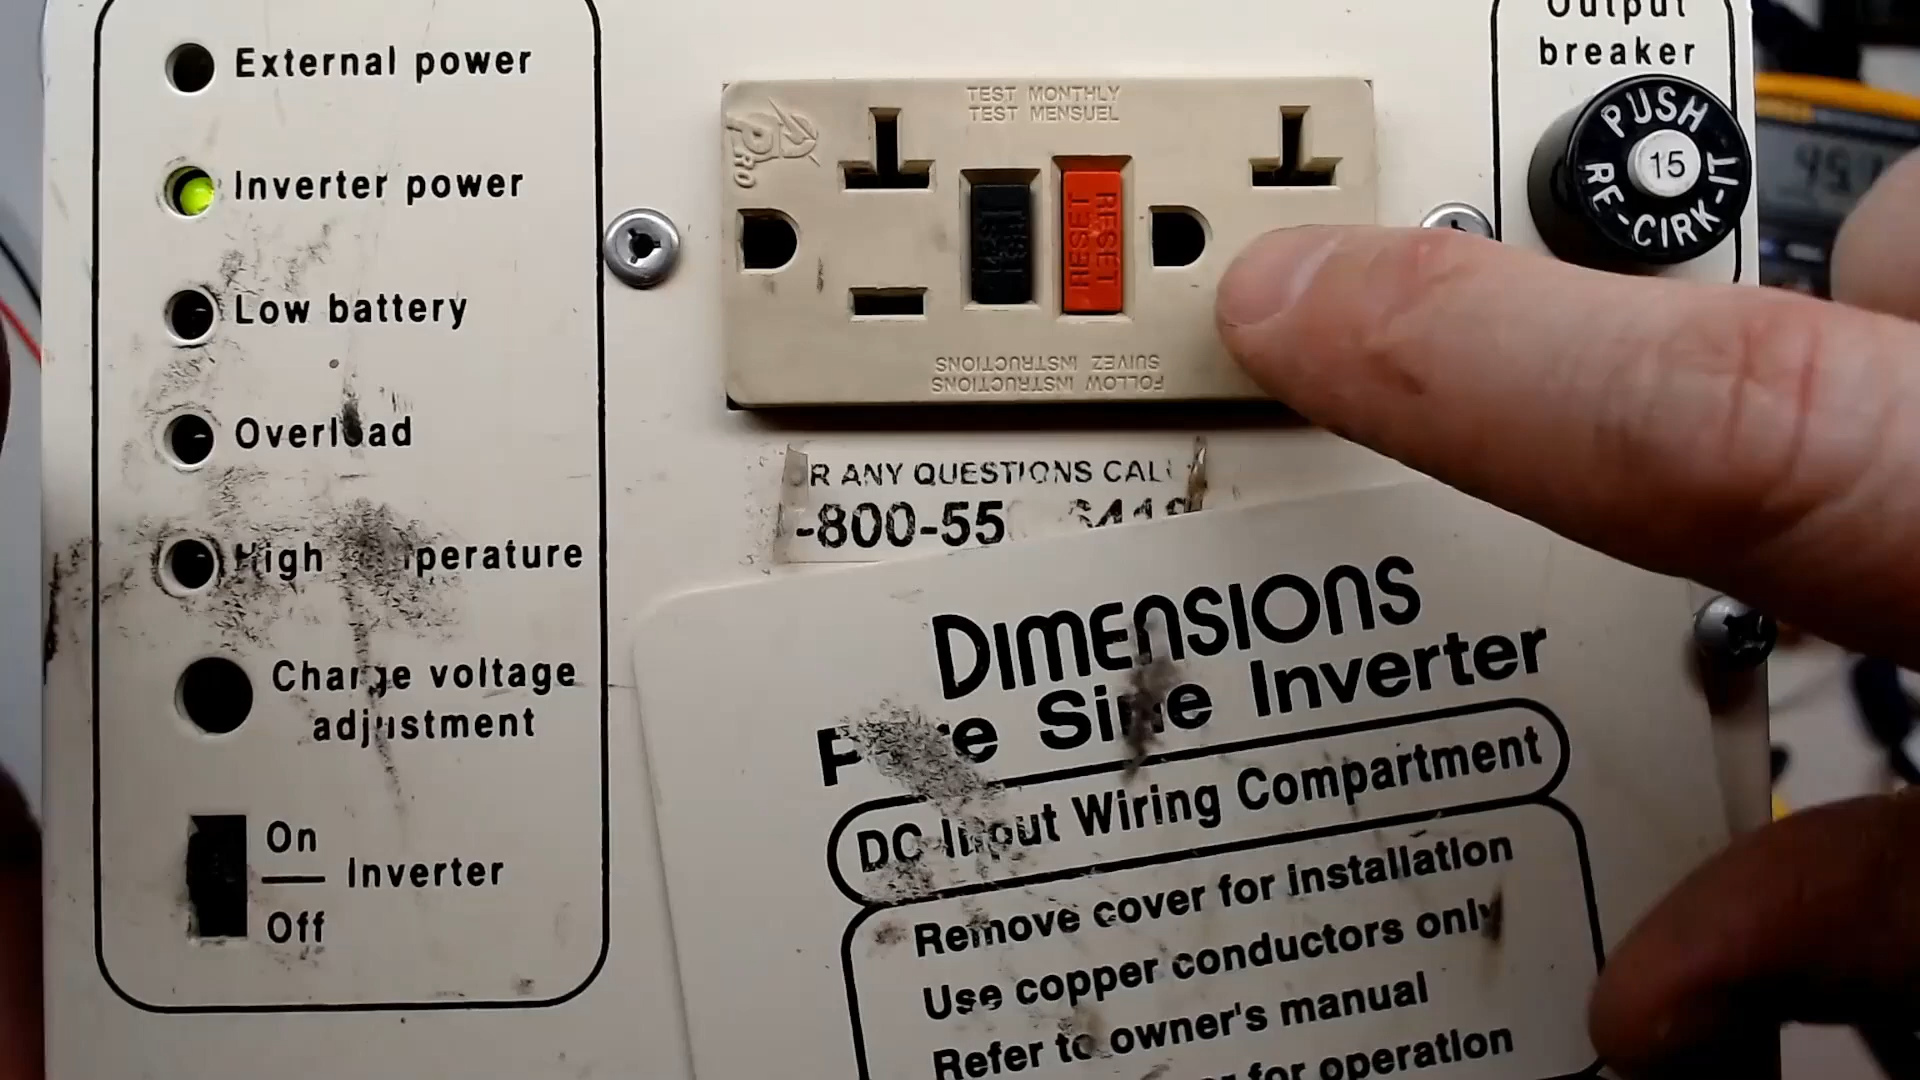 External power
Inverter power
Low battery
Overload
High perature
Charge voltage
adjustment
On
Inverter
Off
PRO
TEST MONTHLY
TEST MENSUEL
TEST
RESET
RESET
SUIVEZ INSTRUCTIONS
FOLLOW INSTRUCTIONS
Output
breaker
PUSH
15
RE-CIRK-IT
R ANY QUESTIONS CALL
-800-55
DIMENSIONS
Pure Sine Inverter
DC Input Wiring Compartment
Remove cover for installation
Use copper conductors only
Refer to owner's manual
for operation